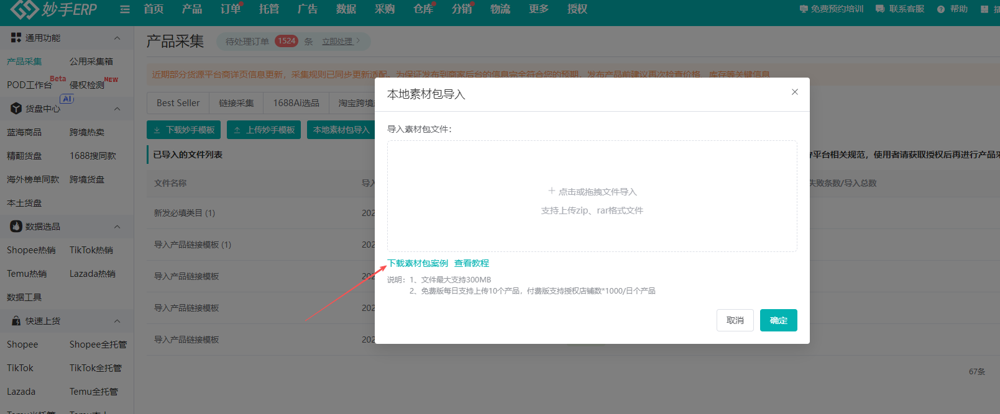 妙手ERP 首页 产品 订单 托管 广告 数据 采购 仓库 分销 物流 更多 授权 免费预约培训 联系客服 帮助
通用功能
产品采集 公用采集箱
POD工作台 Beta 侵权检测 NEW
货盘中心 AI
蓝海商品 跨境热卖
精翻货盘 1688搜同款
海外榜单同款 跨境货盘
本土货盘
数据选品
Shopee热销 TikTok热销
Temu热销 Lazada热销
数据工具
快速上货
Shopee Shopee全托管
TikTok TikTok全托管
Lazada Temu全托管
产品采集 待处理订单 1524 条 立即处理
近期部分货源平台商详页信息更新，采集规则已同步更新适配。为保证发布到商家后台的信息完全符合您的预期，发布产品前建议再次检查价格、库存等关键信息
Best Seller 链接采集 1688Ai选品 淘宝跨境
下载妙手模板 上传妙手模板 本地素材包导入
已导入的文件列表 平台相关规范，使用者请获取授权后再进行产品
文件名称 导入 失败条数/导入总数
新发必填类目 (1) 202
导入产品链接模板 (1) 202
导入产品链接模板 202
导入产品链接模板 202
导入产品链接模板 202
67条
本地素材包导入
导入素材包文件：
+ 点击或拖拽文件导入
支持上传zip、rar格式文件
下载素材包案例 查看教程
说明：1、文件最大支持300MB
2、免费版每日支持上传10个产品，付费版支持授权店铺数*1000/日个产品
取消 确定